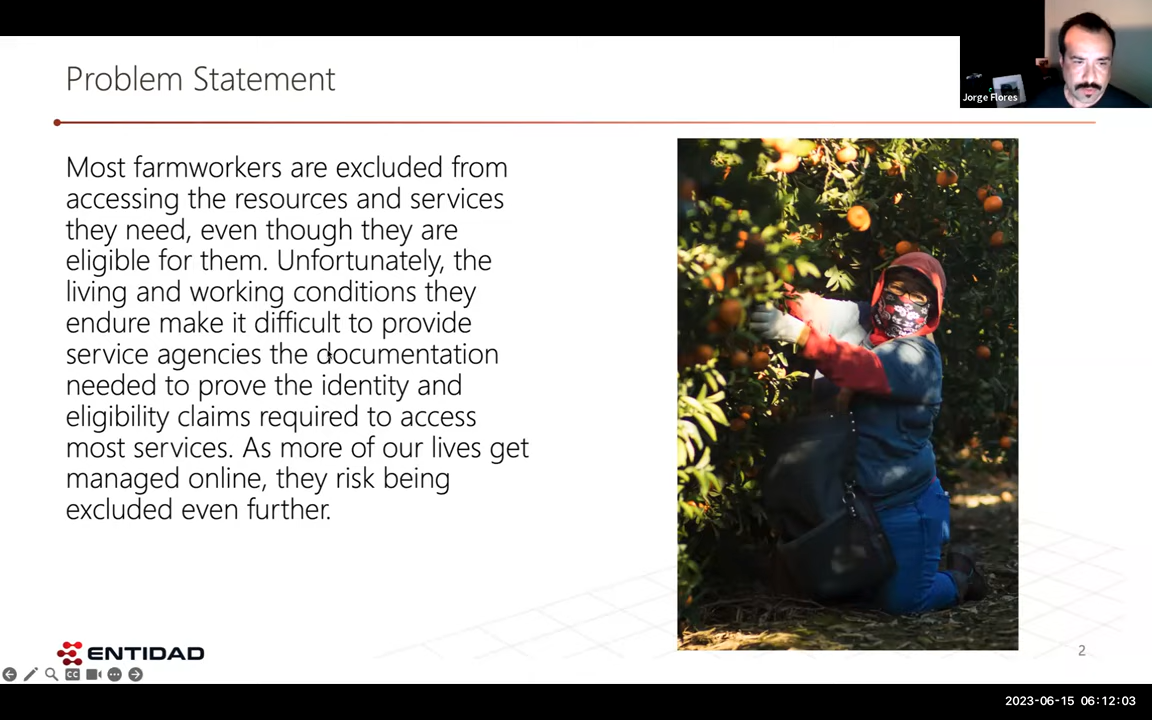 Problem Statement
Jorge Flores
Most farmworkers are excluded from
accessing the resources and services
they need, even though they are
eligible for them. Unfortunately, the
living and working conditions they
endure make it difficult to provide
service agencies the documentation
needed to prove the identity and
eligibility claims required to access
most services. As more of our lives get
managed online, they risk being
excluded even further.
ENTIDAD
2
CC
2023-06-15 06:12:03